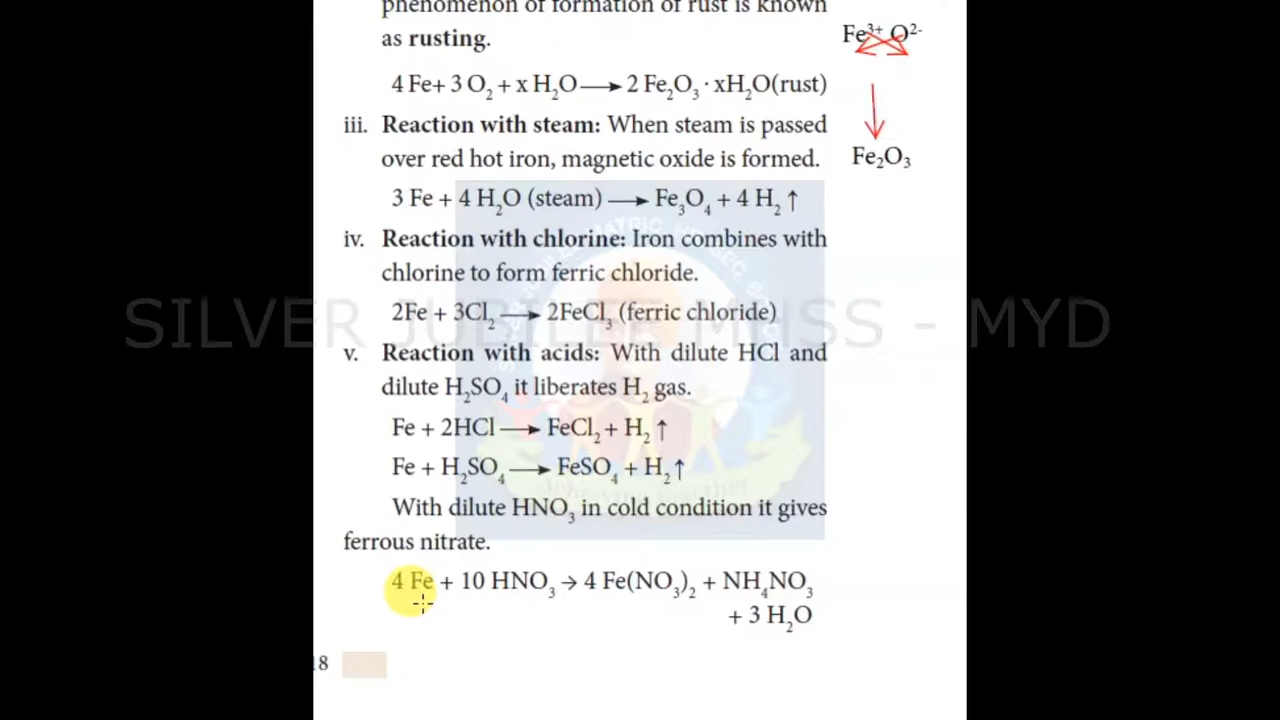 phenomenon of formation of rust is known
as rusting.
Fe³⁺ O²⁻
4 Fe+ 3 O₂ + x H₂O⟶2 Fe₂O₃ · xH₂O(rust)
iii. Reaction with steam: When steam is passed
over red hot iron, magnetic oxide is formed.
Fe₂O₃
3 Fe + 4 H₂O (steam) ⟶ Fe₃O₄ + 4 H₂ ↑
iv. Reaction with chlorine: Iron combines with
chlorine to form ferric chloride.
2Fe + 3Cl₂ ⟶ 2FeCl₃ (ferric chloride)
SILVER JUBILEE MHSS - MYD
v. Reaction with acids: With dilute HCl and
dilute H₂SO₄ it liberates H₂ gas.
Fe + 2HCl⟶ FeCl₂ + H₂ ↑
Fe + H₂SO₄ ⟶ FeSO₄ + H₂↑
With dilute HNO₃ in cold condition it gives
ferrous nitrate.
4 Fe + 10 HNO₃ → 4 Fe(NO₃)₂ + NH₄NO₃
+ 3 H₂O
18